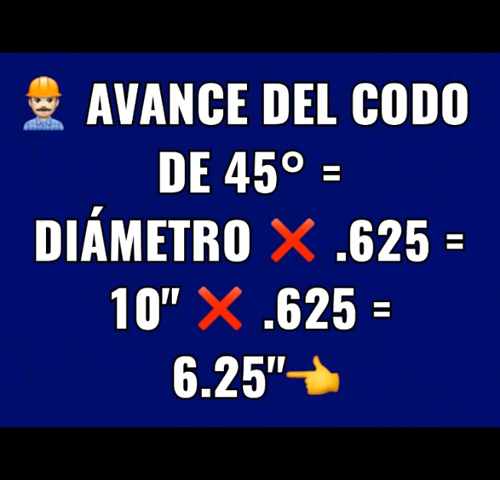 AVANCE DEL CODO
DE 45° =
DIÁMETRO ❌ .625 =
10" ❌ .625 =
6.25"